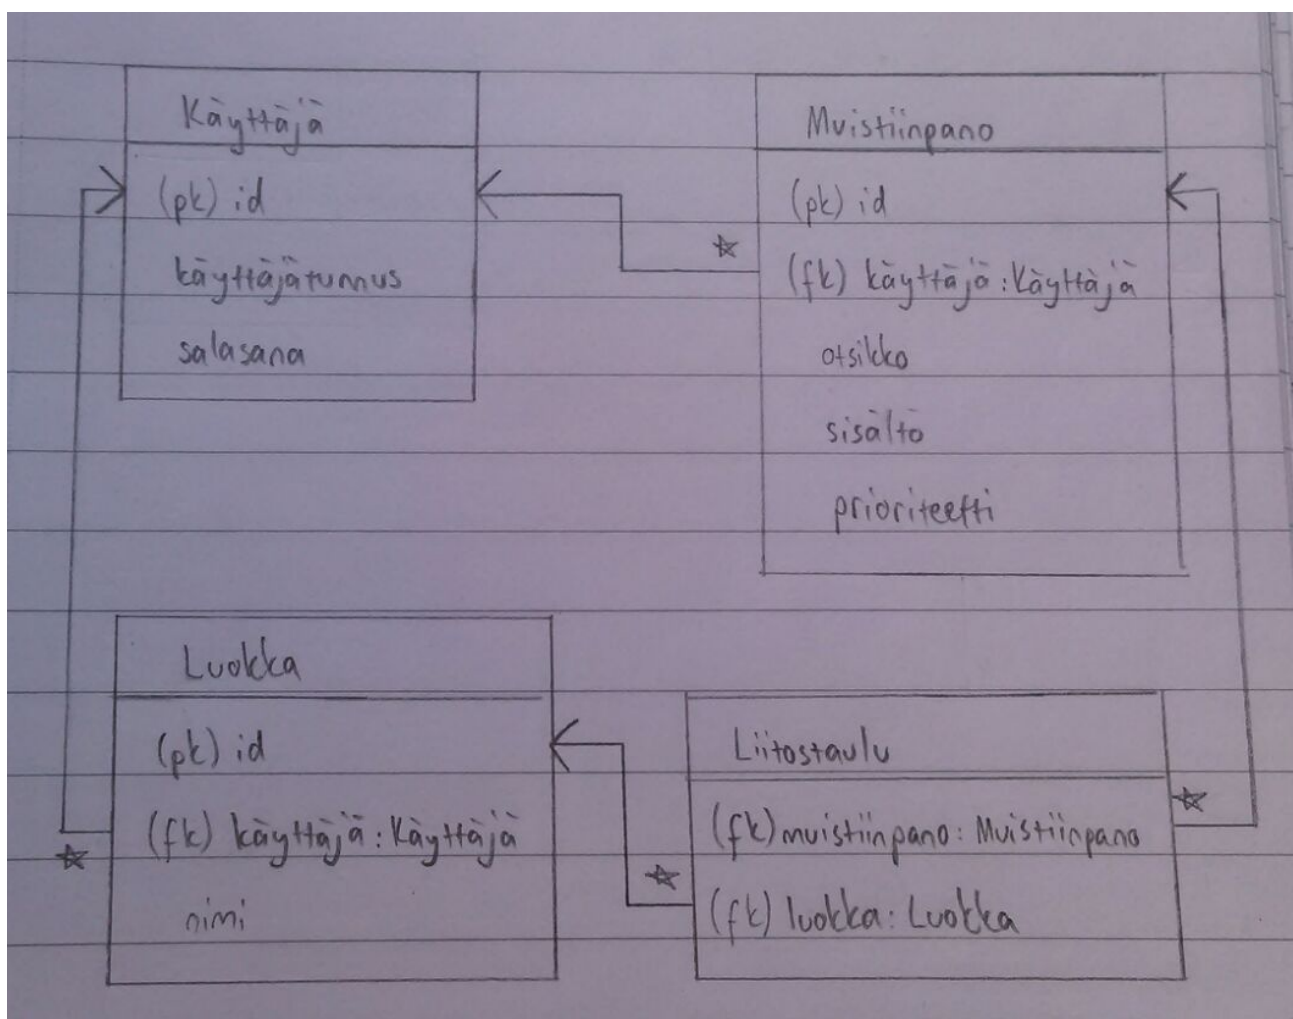 Käyttäjä
(pk) id
käyttäjätunnus
salasana
Muistiinpano
(pk) id
(fk) käyttäjä : Käyttäjä
otsikko
sisältö
prioriteetti
Luokka
(pk) id
(fk) käyttäjä : Käyttäjä
nimi
Liitostaulu
(fk) muistiinpano : Muistiinpano
(fk) luokka : Luokka